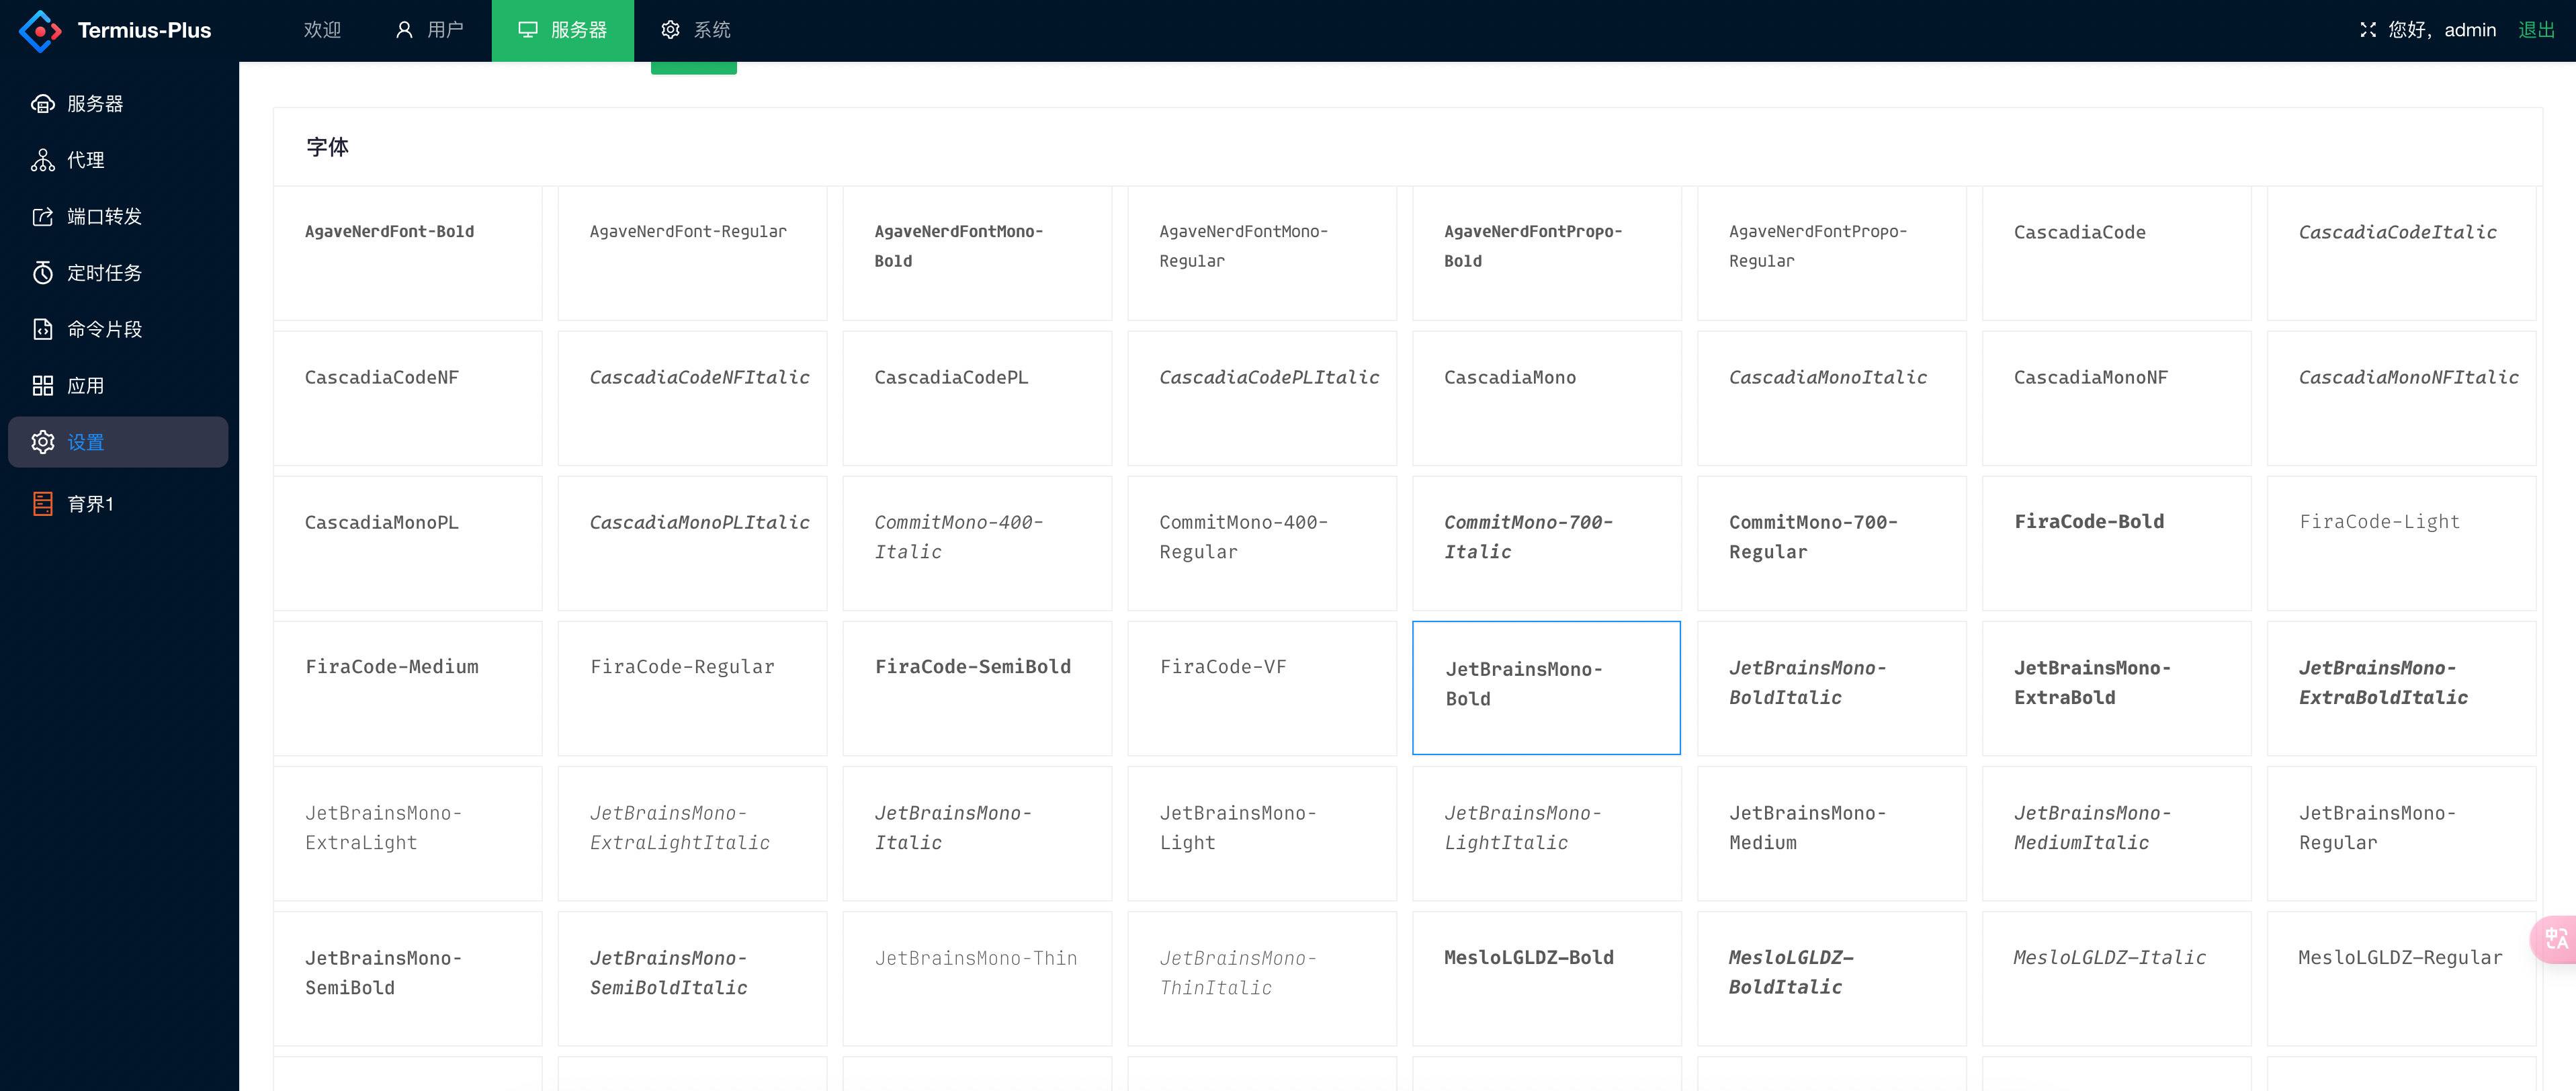 Termius-Plus
欢迎
用户
服务器
系统
您好，admin
退出
服务器
代理
端口转发
定时任务
命令片段
应用
设置
育界1
字体
AgaveNerdFont-Bold
AgaveNerdFont-Regular
AgaveNerdFontMono-
Bold
AgaveNerdFontMono-
Regular
AgaveNerdFontPropo-
Bold
AgaveNerdFontPropo-
Regular
CascadiaCode
CascadiaCodeItalic
CascadiaCodeNF
CascadiaCodeNFItalic
CascadiaCodePL
CascadiaCodePLItalic
CascadiaMono
CascadiaMonoItalic
CascadiaMonoNF
CascadiaMonoNFItalic
CascadiaMonoPL
CascadiaMonoPLItalic
CommitMono-400-
Italic
CommitMono-400-
Regular
CommitMono-700-
Italic
CommitMono-700-
Regular
FiraCode-Bold
FiraCode-Light
FiraCode-Medium
FiraCode-Regular
FiraCode-SemiBold
FiraCode-VF
JetBrainsMono-
Bold
JetBrainsMono-
BoldItalic
JetBrainsMono-
ExtraBold
JetBrainsMono-
ExtraBoldItalic
JetBrainsMono-
ExtraLight
JetBrainsMono-
ExtraLightItalic
JetBrainsMono-
Italic
JetBrainsMono-
Light
JetBrainsMono-
LightItalic
JetBrainsMono-
Medium
JetBrainsMono-
MediumItalic
JetBrainsMono-
Regular
JetBrainsMono-
SemiBold
JetBrainsMono-
SemiBoldItalic
JetBrainsMono-Thin
JetBrainsMono-
ThinItalic
MesloLGLDZ-Bold
MesloLGLDZ-
BoldItalic
MesloLGLDZ-Italic
MesloLGLDZ-Regular
中A